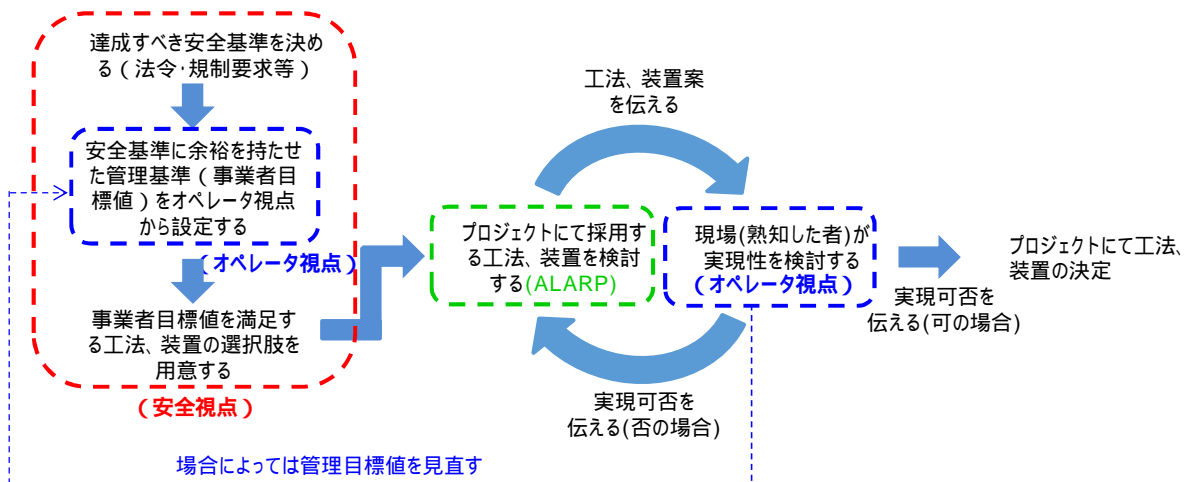 達成すべき安全基準を決め
る（法令･規制要求等）
安全基準に余裕を持たせ
た管理基準（事業者目
標値）をオペレータ視点
から設定する
（オペレータ視点）
事業者目標値を満足す
る工法、装置の選択肢を
用意する
（安全視点）
工法、装置案
を伝える
プロジェクトにて採用す
る工法、装置を検討
する(ALARP)
現場(熟知した者)が
実現性を検討する
（オペレータ視点）
実現可否を
伝える(否の場合)
実現可否を
伝える(可の場合)
プロジェクトにて工法、
装置の決定
場合によっては管理目標値を見直す